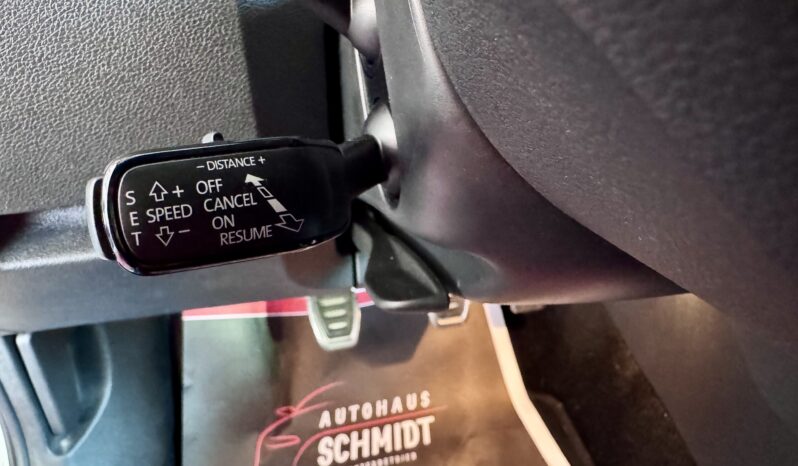 − DISTANCE +
S + OFF
E SPEED CANCEL
T − ON
RESUME
AUTOHAUS
SCHMIDT